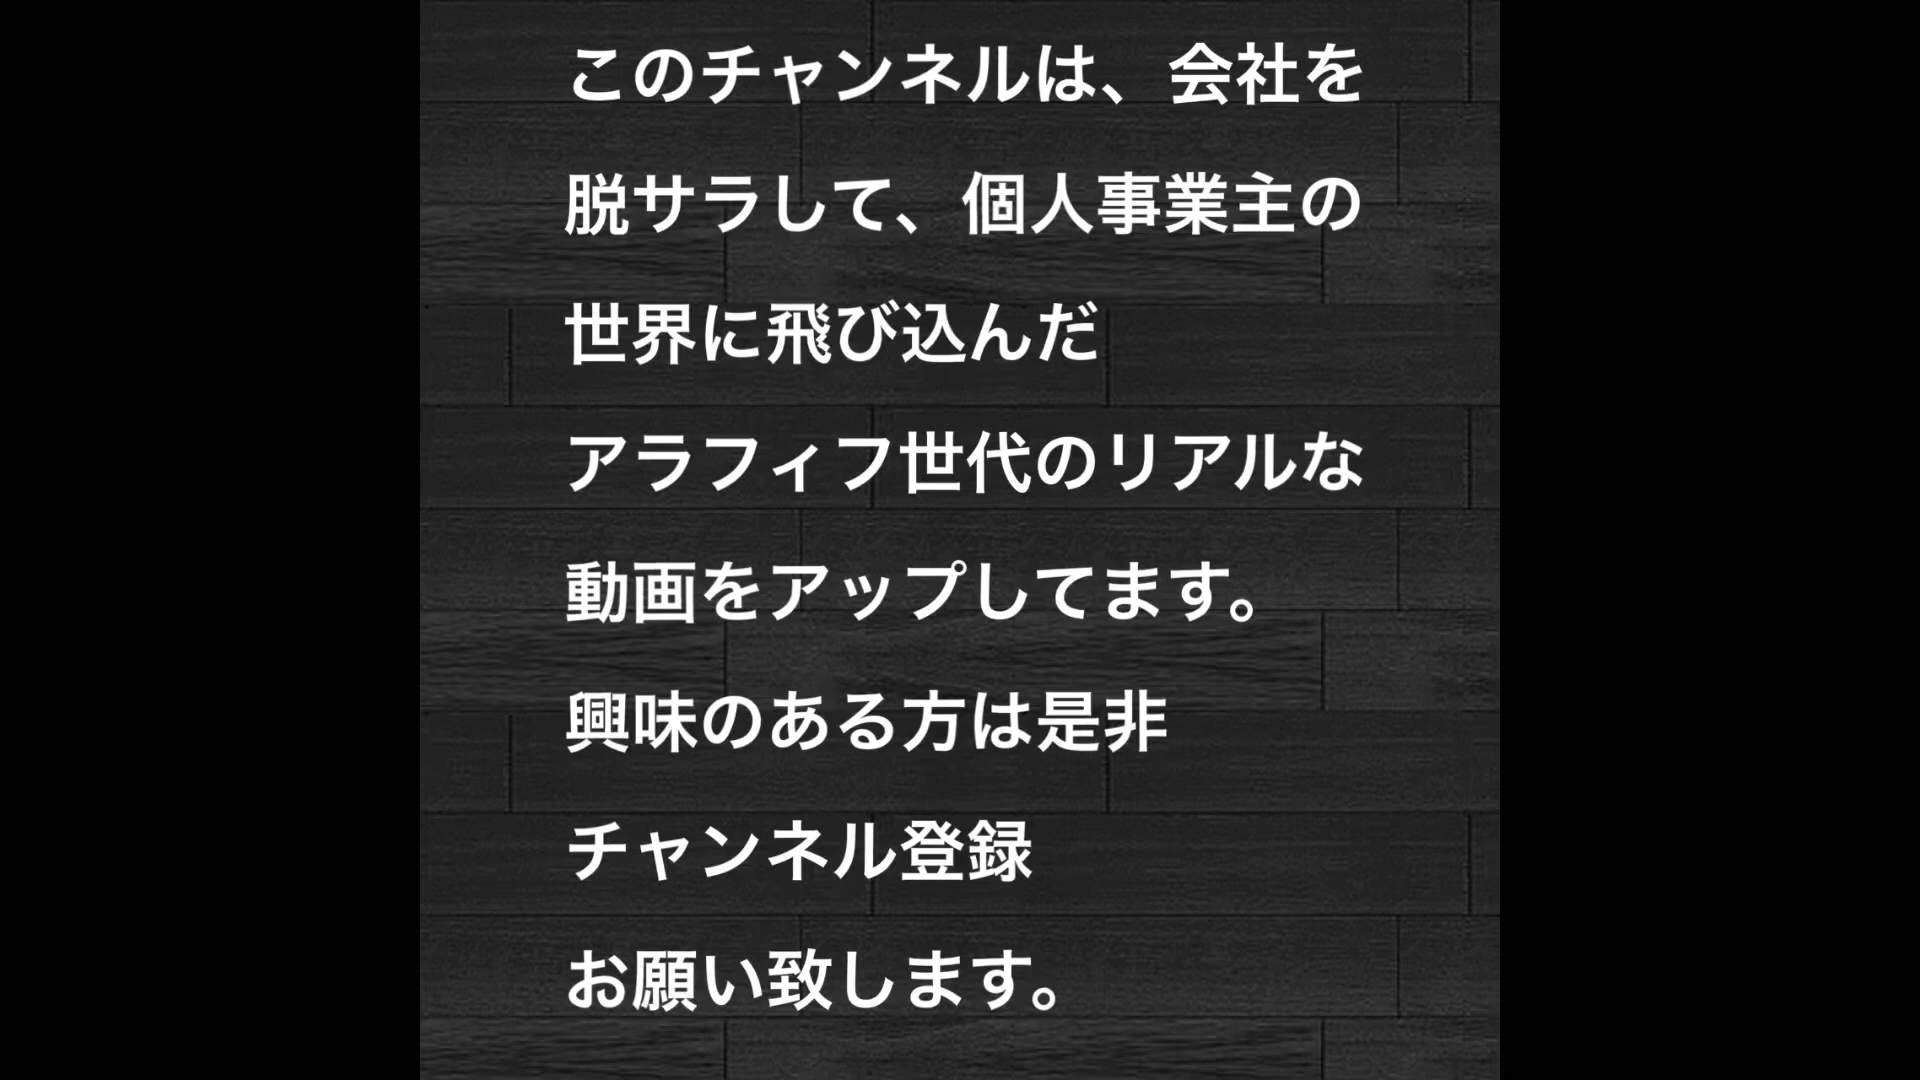 このチャンネルは、会社を
脱サラして、個人事業主の
世界に飛び込んだ
アラフィフ世代のリアルな
動画をアップしてます。
興味のある方は是非
チャンネル登録
お願い致します。